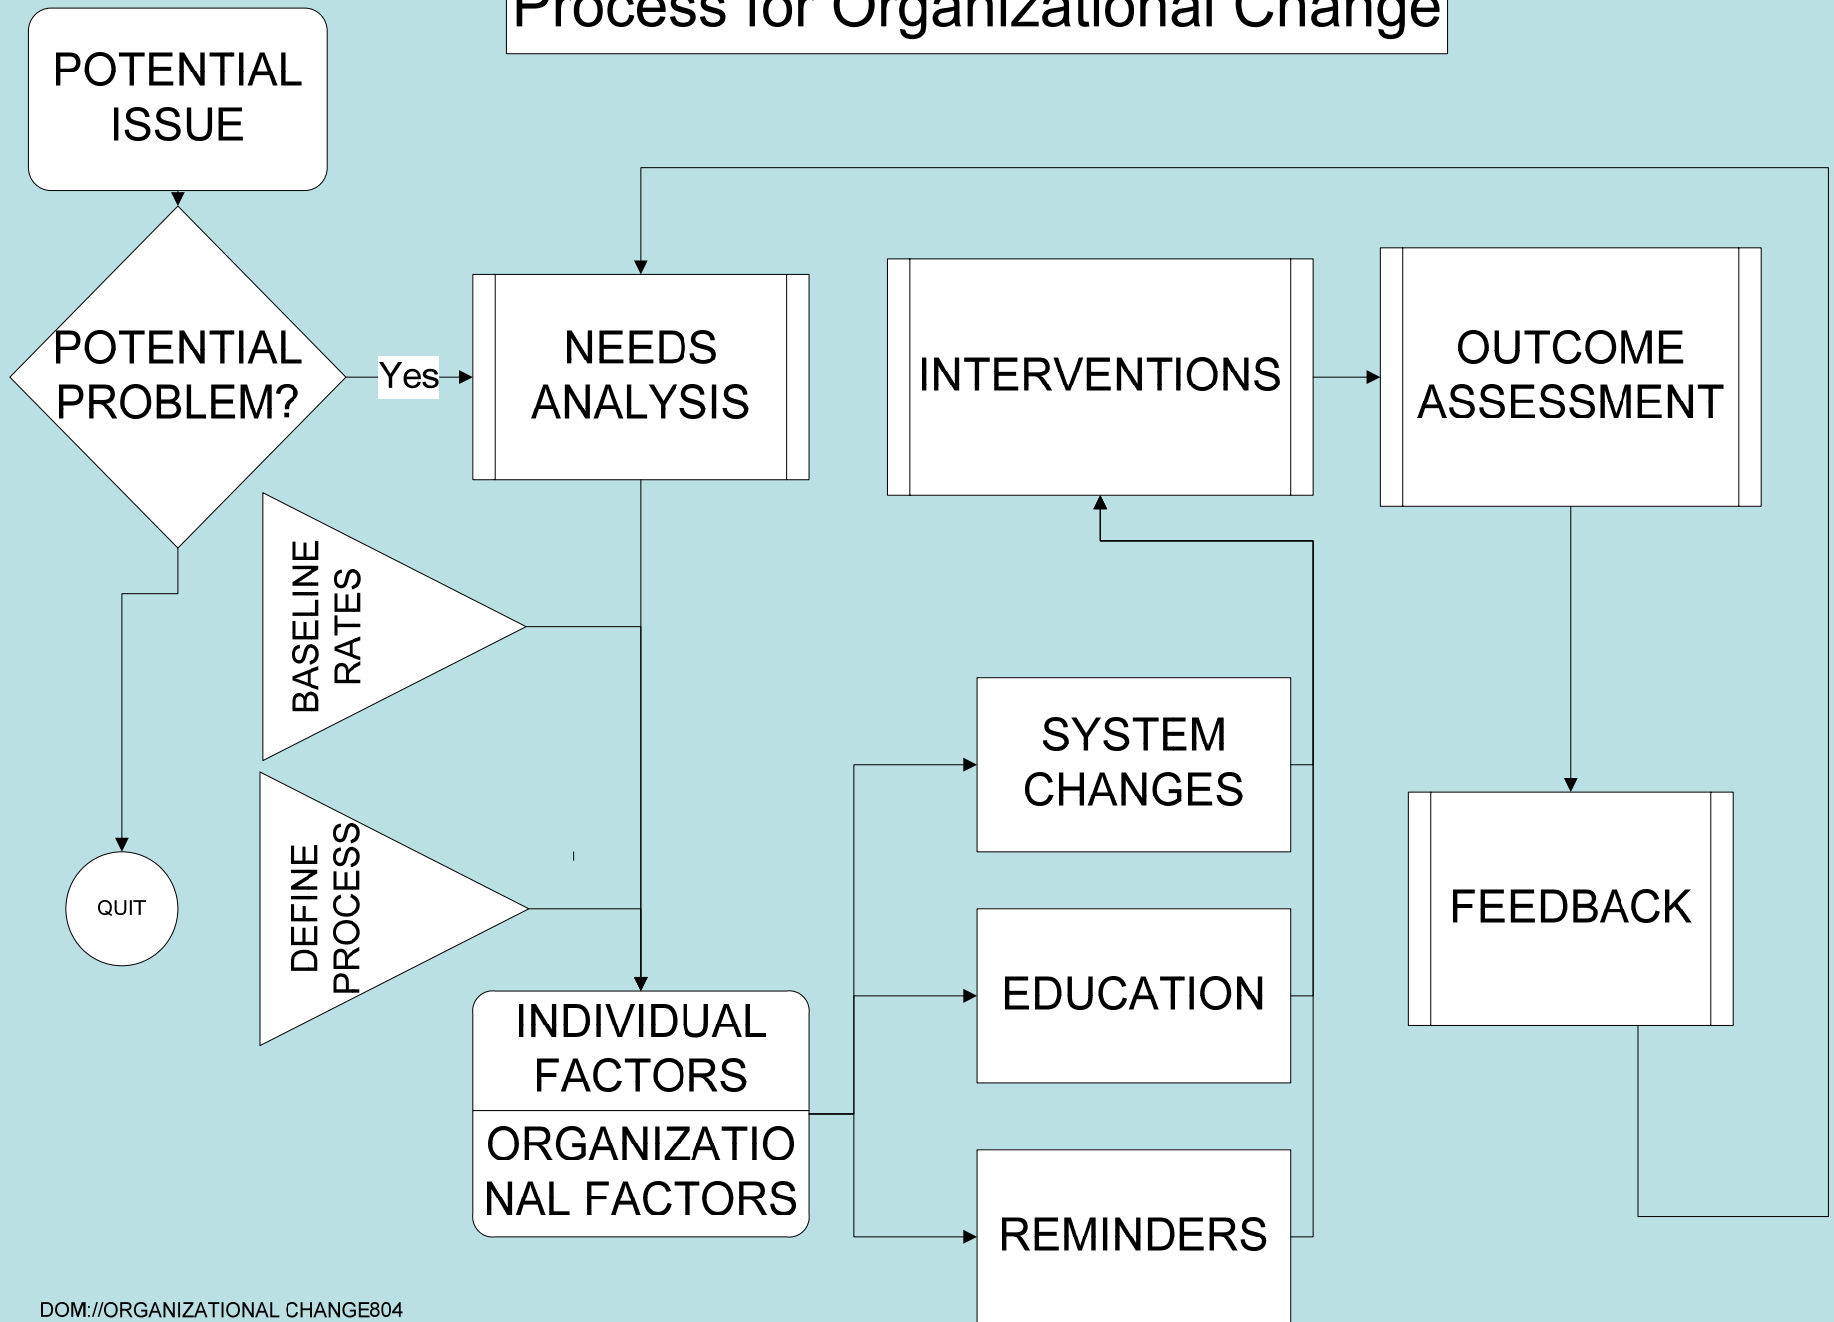 Process for Organizational Change
POTENTIAL
ISSUE
POTENTIAL
PROBLEM?
Yes
NEEDS
ANALYSIS
INTERVENTIONS
OUTCOME
ASSESSMENT
BASELINE
RATES
DEFINE
PROCESS
QUIT
INDIVIDUAL
FACTORS
ORGANIZATIO
NAL FACTORS
SYSTEM
CHANGES
EDUCATION
REMINDERS
FEEDBACK
DOM://ORGANIZATIONAL CHANGE804